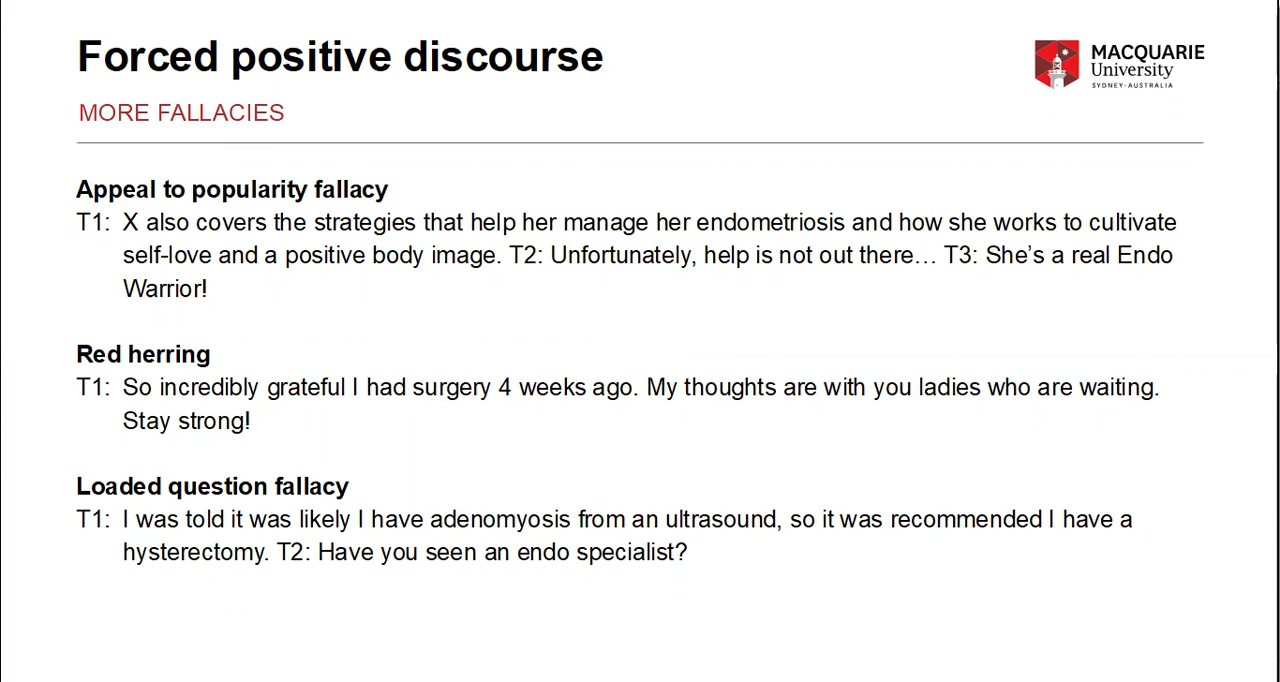 Forced positive discourse
MACQUARIE
University
SYDNEY·AUSTRALIA
MORE FALLACIES
Appeal to popularity fallacy
T1: X also covers the strategies that help her manage her endometriosis and how she works to cultivate
self-love and a positive body image. T2: Unfortunately, help is not out there… T3: She’s a real Endo
Warrior!
Red herring
T1: So incredibly grateful I had surgery 4 weeks ago. My thoughts are with you ladies who are waiting.
Stay strong!
Loaded question fallacy
T1: I was told it was likely I have adenomyosis from an ultrasound, so it was recommended I have a
hysterectomy. T2: Have you seen an endo specialist?